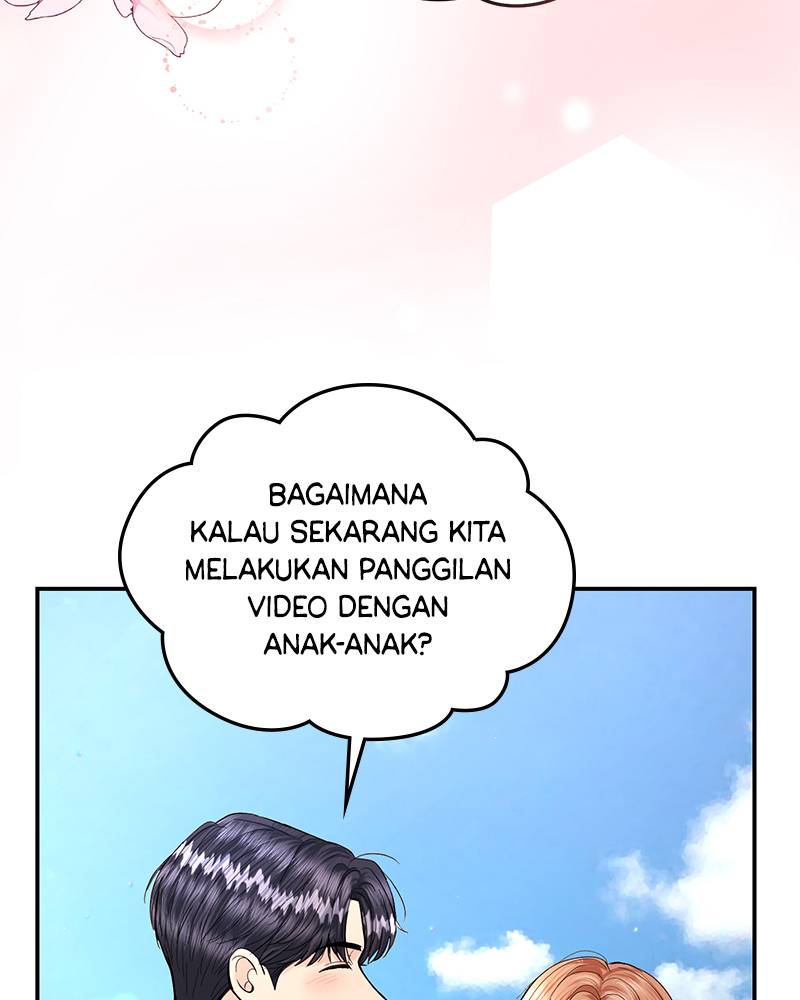 BAGAIMANA
KALAU SEKARANG KITA
MELAKUKAN PANGGILAN
VIDEO DENGAN
ANAK-ANAK?